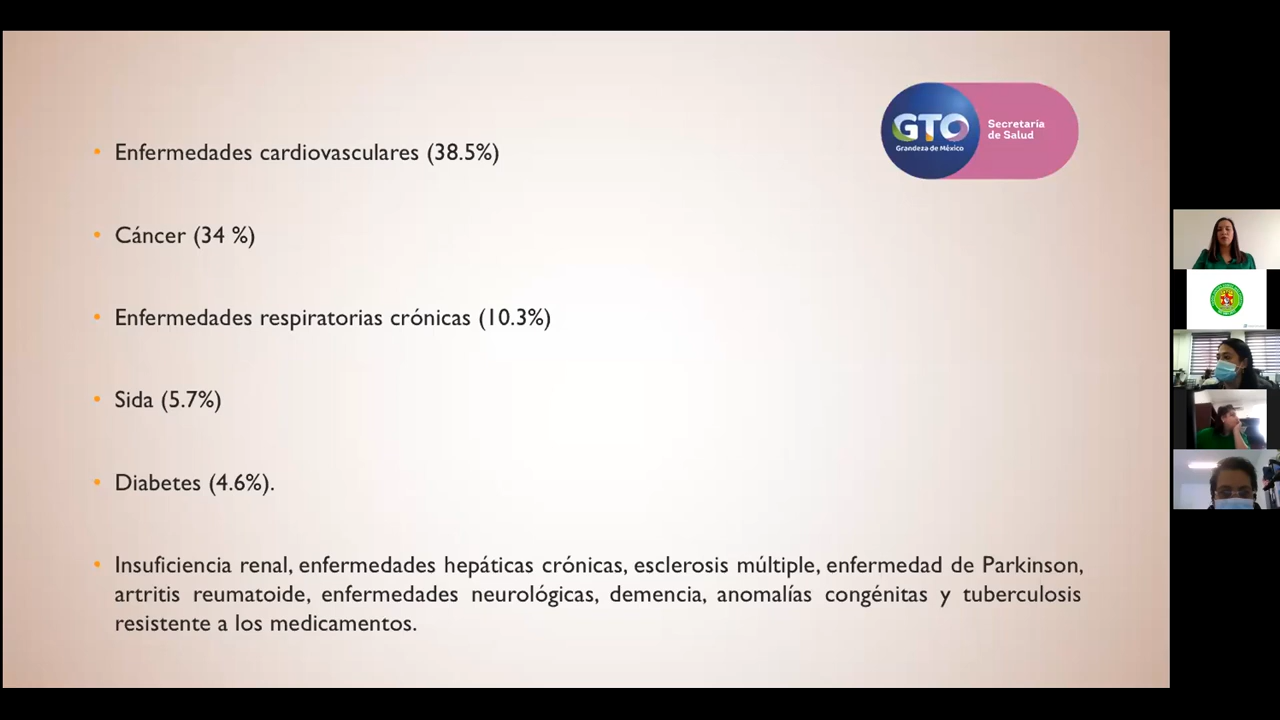 GTO
Grandeza de México
Secretaría
de Salud
• Enfermedades cardiovasculares (38.5%)
• Cáncer (34 %)
• Enfermedades respiratorias crónicas (10.3%)
• Sida (5.7%)
• Diabetes (4.6%).
• Insuficiencia renal, enfermedades hepáticas crónicas, esclerosis múltiple, enfermedad de Parkinson,
artritis reumatoide, enfermedades neurológicas, demencia, anomalías congénitas y tuberculosis
resistente a los medicamentos.